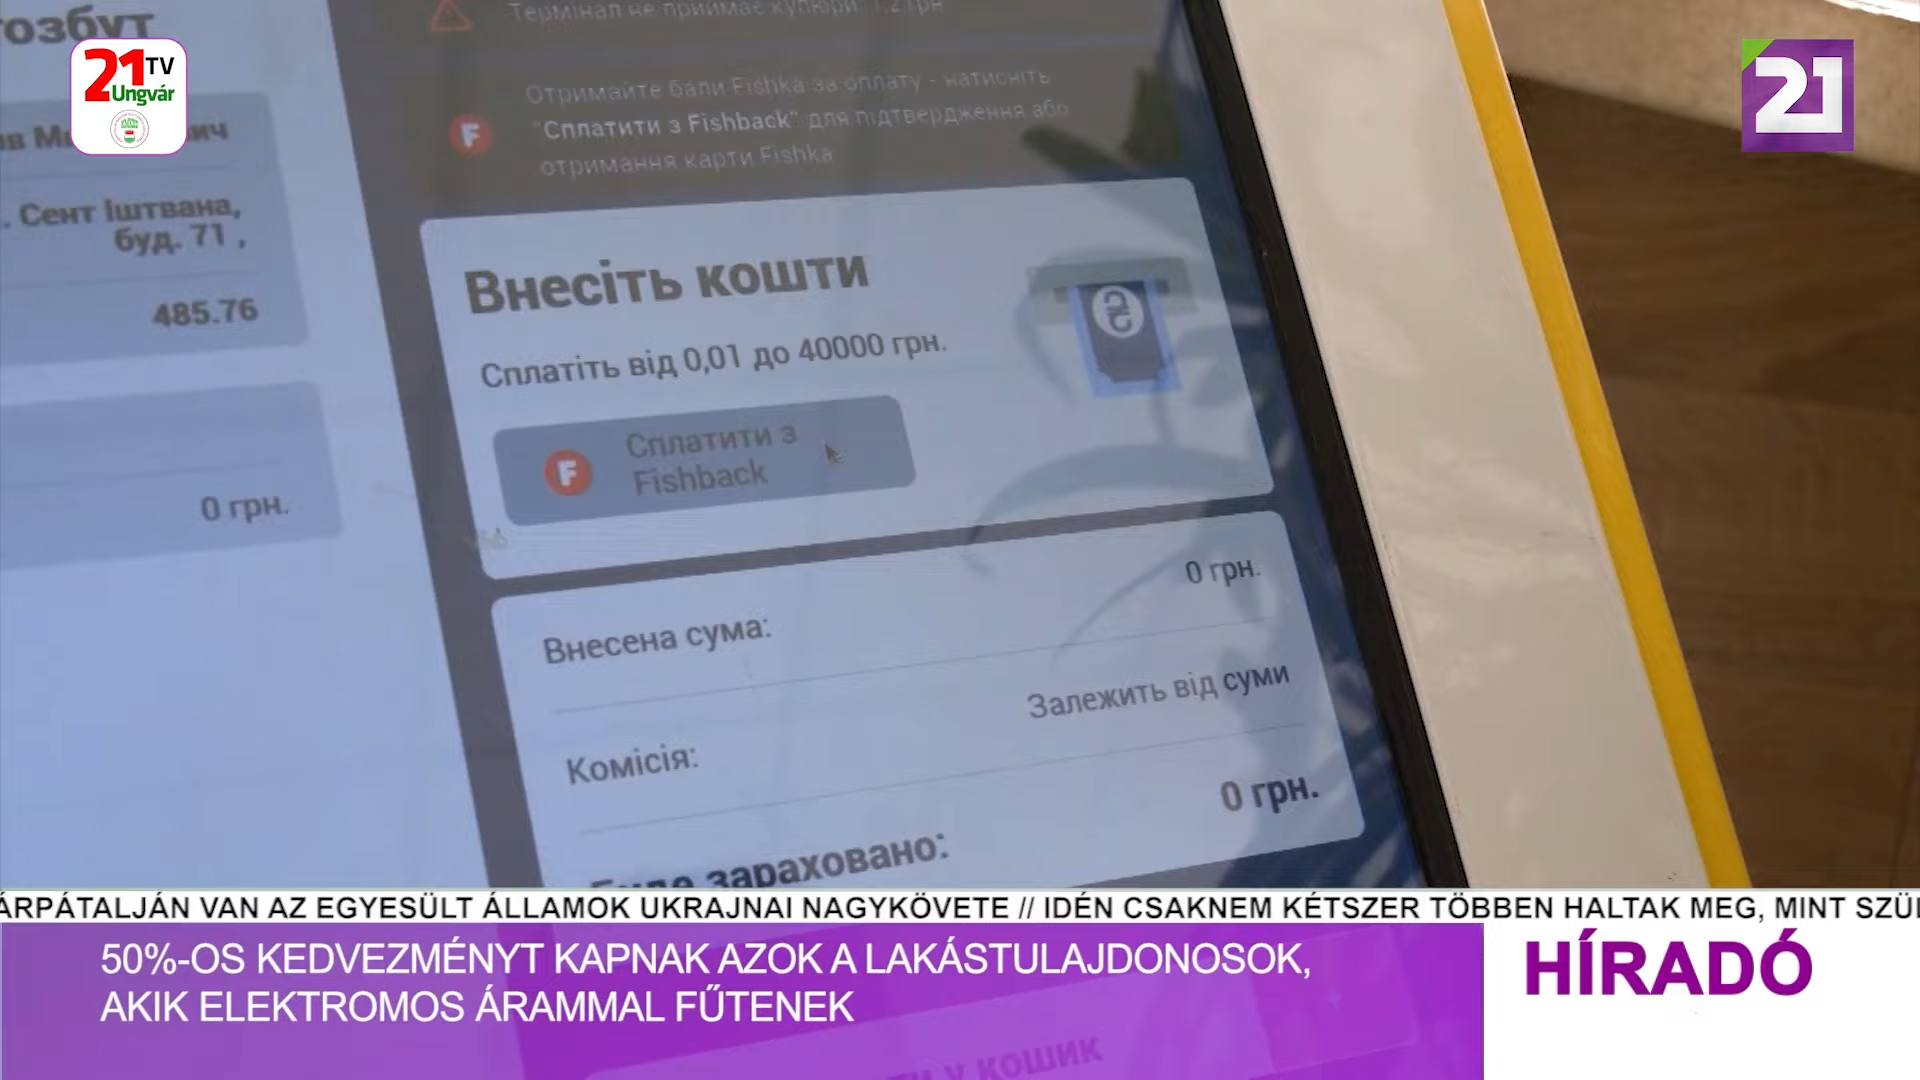 21 TV
Ungvár
21
Термінал не приймає купюри: 1,2 грн
Отримайте бали Fishka за оплату - натисніть
"Сплатити з Fishback" для підтвердження або
отримання карти Fishka
. Сент Іштвана,
буд. 71 ,
485.76
0 грн.
Внесіть кошти
Сплатіть від 0,01 до 40000 грн.
₴
F
F
Сплатити з
Fishback
Внесена сума:
0 грн.
Комісія:
Залежить від суми
зараховано:
0 грн.
у кошик
ÁRPÁTALJÁN VAN AZ EGYESÜLT ÁLLAMOK UKRAJNAI NAGYKÖVETE // IDÉN CSAKNEM KÉTSZER TÖBBEN HALTAK MEG, MINT SZÜL
50%-OS KEDVEZMÉNYT KAPNAK AZOK A LAKÁSTULAJDONOSOK,
AKIK ELEKTROMOS ÁRAMMAL FŰTENEK
HÍRADÓ